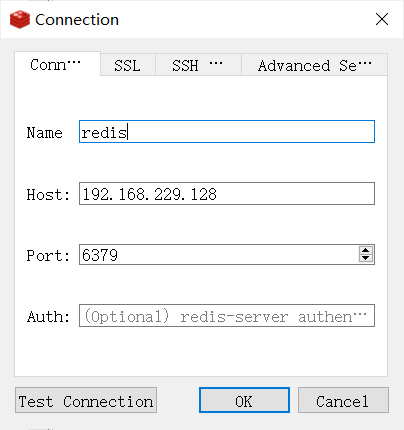 Connection
Conn··· SSL SSH ··· Advanced Se···
Name redis
Host: 192.168.229.128
Port: 6379
Auth: (Optional) redis-server authen···
Test Connection OK Cancel